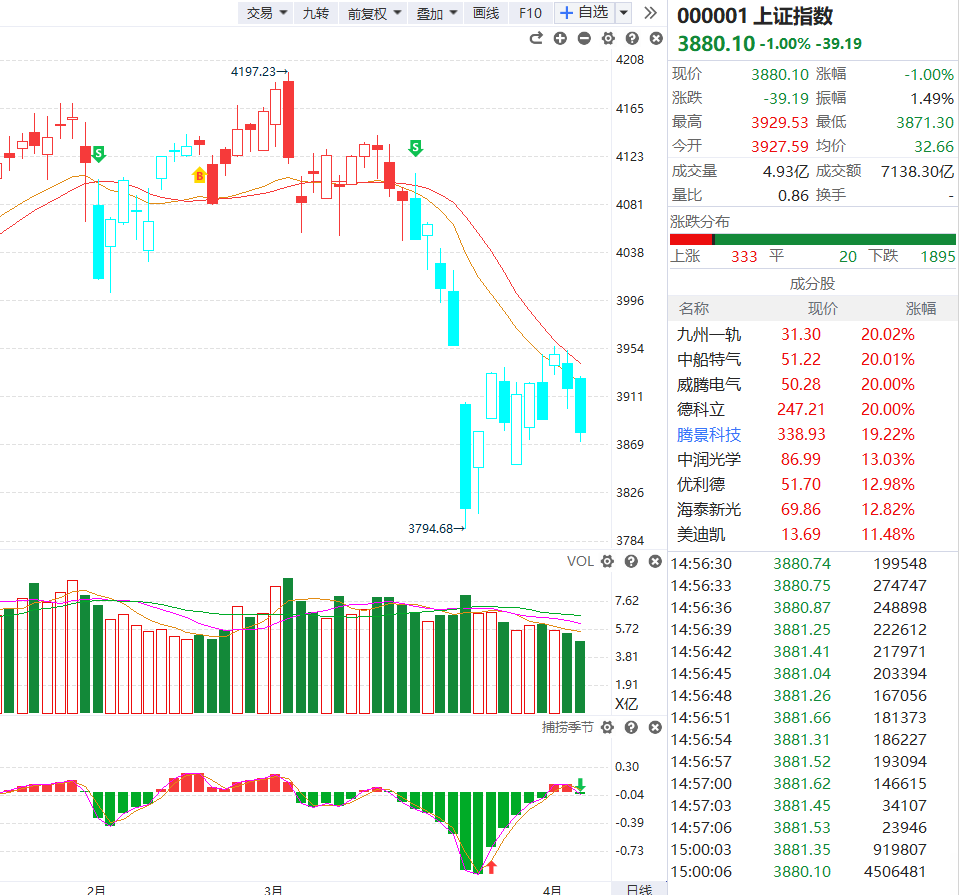 交易 九转 前复权 叠加 画线 F10 +自选
000001 上证指数
3880.10 -1.00% -39.19
现价 3880.10 涨幅 -1.00%
涨跌 -39.19 振幅 1.49%
最高 3929.53 最低 3871.30
今开 3927.59 均价 32.66
成交量 4.93亿 成交额 7138.30亿
量比 0.86 换手 -
涨跌分布
上涨 333 平 20 下跌 1895
成分股
名称 现价 涨幅
九州一轨 31.30 20.02%
中船特气 51.22 20.01%
威腾电气 50.28 20.00%
德科立 247.21 20.00%
腾景科技 338.93 19.22%
中润光学 86.99 13.03%
优利德 51.70 12.98%
海泰新光 69.86 12.82%
美迪凯 13.69 11.48%
14:56:30 3880.74 199548
14:56:33 3880.75 274747
14:56:36 3880.87 248898
14:56:39 3881.25 222612
14:56:42 3881.41 217971
14:56:45 3881.04 203394
14:56:48 3881.26 167056
14:56:51 3881.66 181373
14:56:54 3881.31 186227
14:56:57 3881.52 193094
14:57:00 3881.62 146615
14:57:03 3881.45 34107
14:57:06 3881.53 23946
15:00:03 3881.35 919807
15:00:06 3880.10 4506481
4208
4197.23→
4165
S
S
4123
B
4081
4038
3996
3954
3911
3869
3826
3794.68→
3784
VOL
7.62
5.72
3.81
1.91
X亿
捕捞季节
0.30
-0.04
-0.39
-0.73
2月 3月 4月 日线